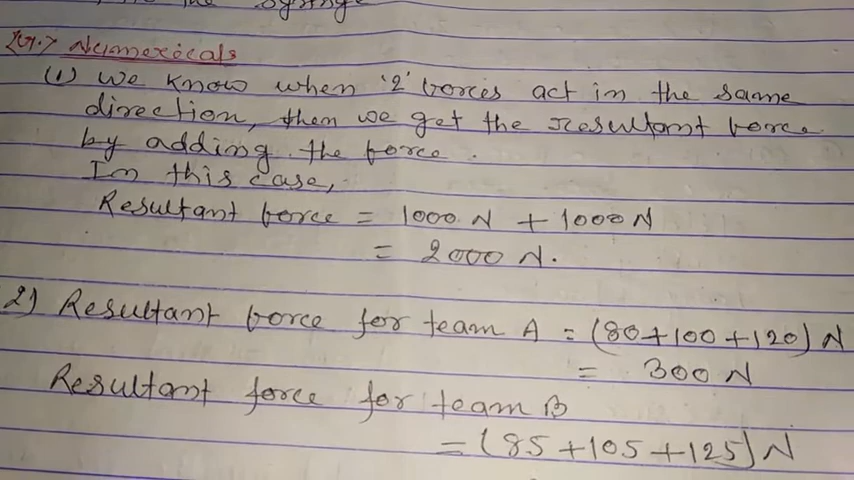 Numericals
(1) We know when '2' forces act in the same
direction, then we get the resultant force
by adding the force.
In this case,
Resultant force = 1000 N + 1000 N
= 2000 N.
2) Resultant force for team A = (80+100+120) N
= 300 N
Resultant force for team B
= (85+105+125) N